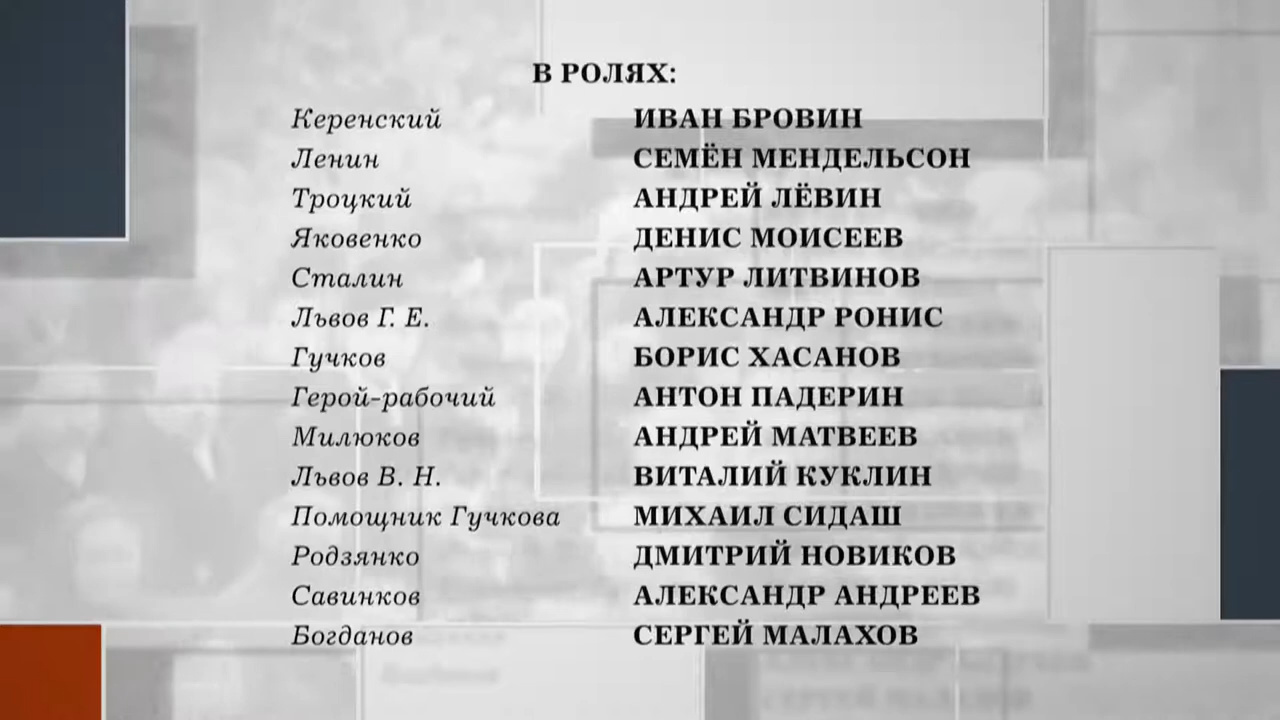 В РОЛЯХ:
Керенский ИВАН БРОВИН
Ленин СЕМЁН МЕНДЕЛЬСОН
Троцкий АНДРЕЙ ЛЁВИН
Яковенко ДЕНИС МОИСЕЕВ
Сталин АРТУР ЛИТВИНОВ
Львов Г. Е. АЛЕКСАНДР РОНИС
Гучков БОРИС ХАСАНОВ
Герой-рабочий АНТОН ПАДЕРИН
Милюков АНДРЕЙ МАТВЕЕВ
Львов В. Н. ВИТАЛИЙ КУКЛИН
Помощник Гучкова МИХАИЛ СИДАШ
Родзянко ДМИТРИЙ НОВИКОВ
Савинков АЛЕКСАНДР АНДРЕЕВ
Богданов СЕРГЕЙ МАЛАХОВ